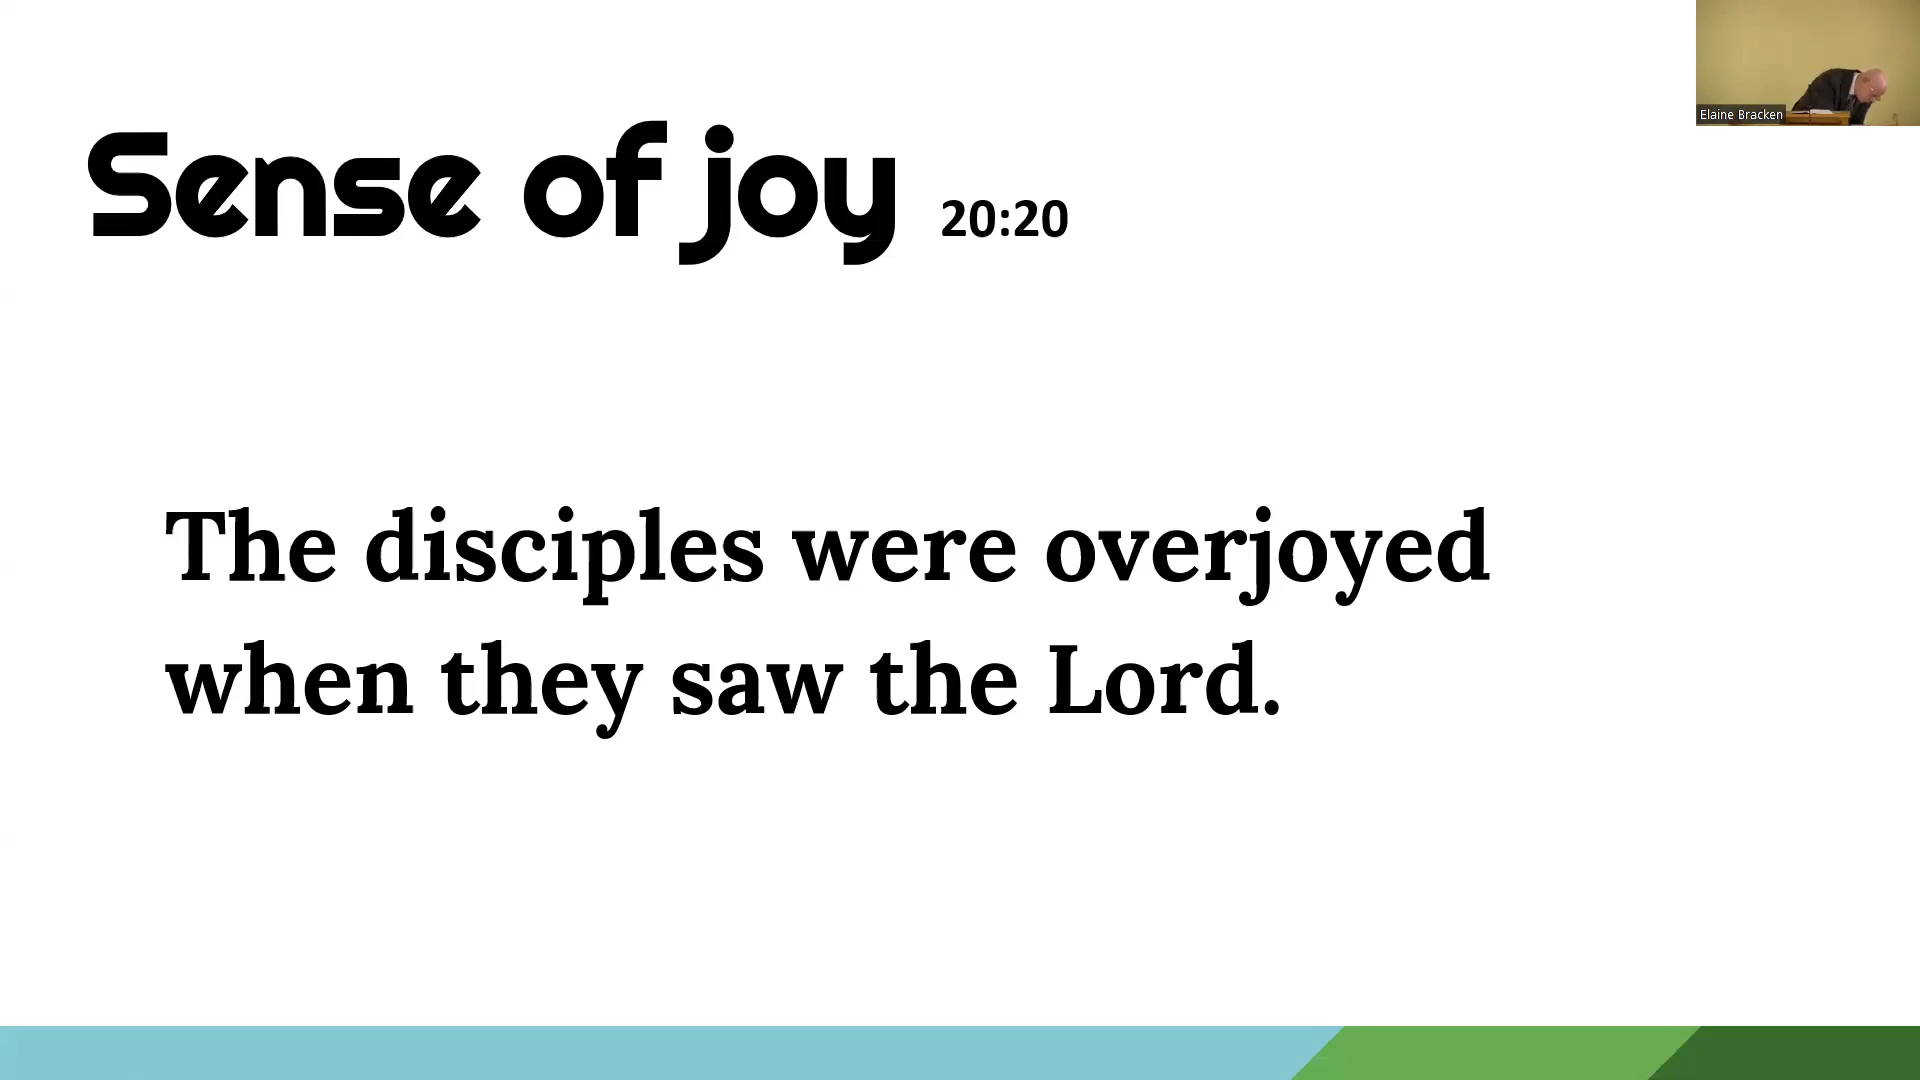 Sense of joy 20:20
The disciples were overjoyed
when they saw the Lord.
Elaine Bracken